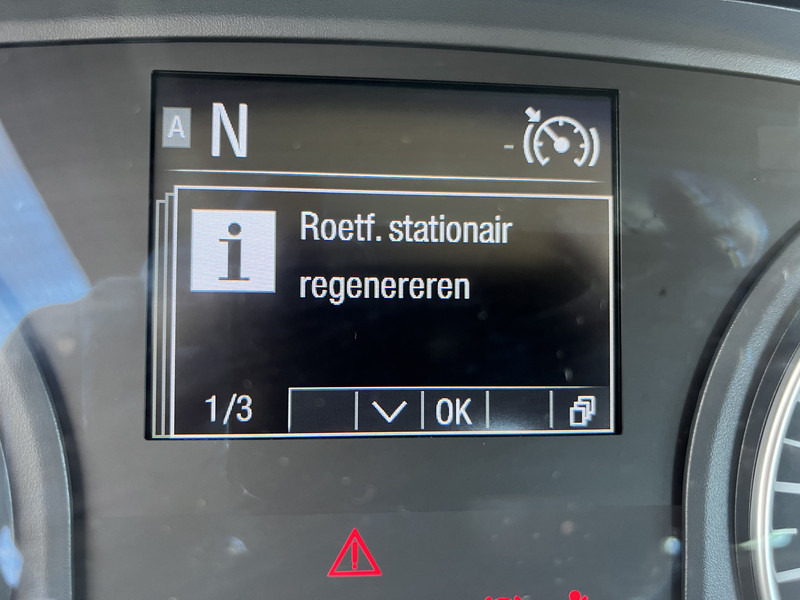 A N
Roetf. stationair
regenereren
1/3 OK